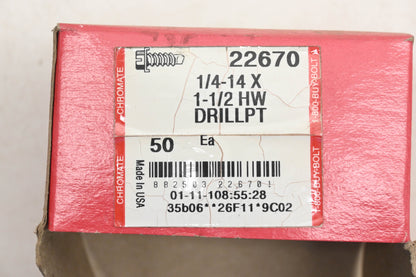 22670
1/4-14 X
1-1/2 HW
DRILLPT
CHROMATE
1-800-BUY-BOLT
50 Ea
CHROMATE
Made in USA
BB2503 226701
01-11-108:55:28
35b06**26F11*9C02
1-800-BUY-BOLT